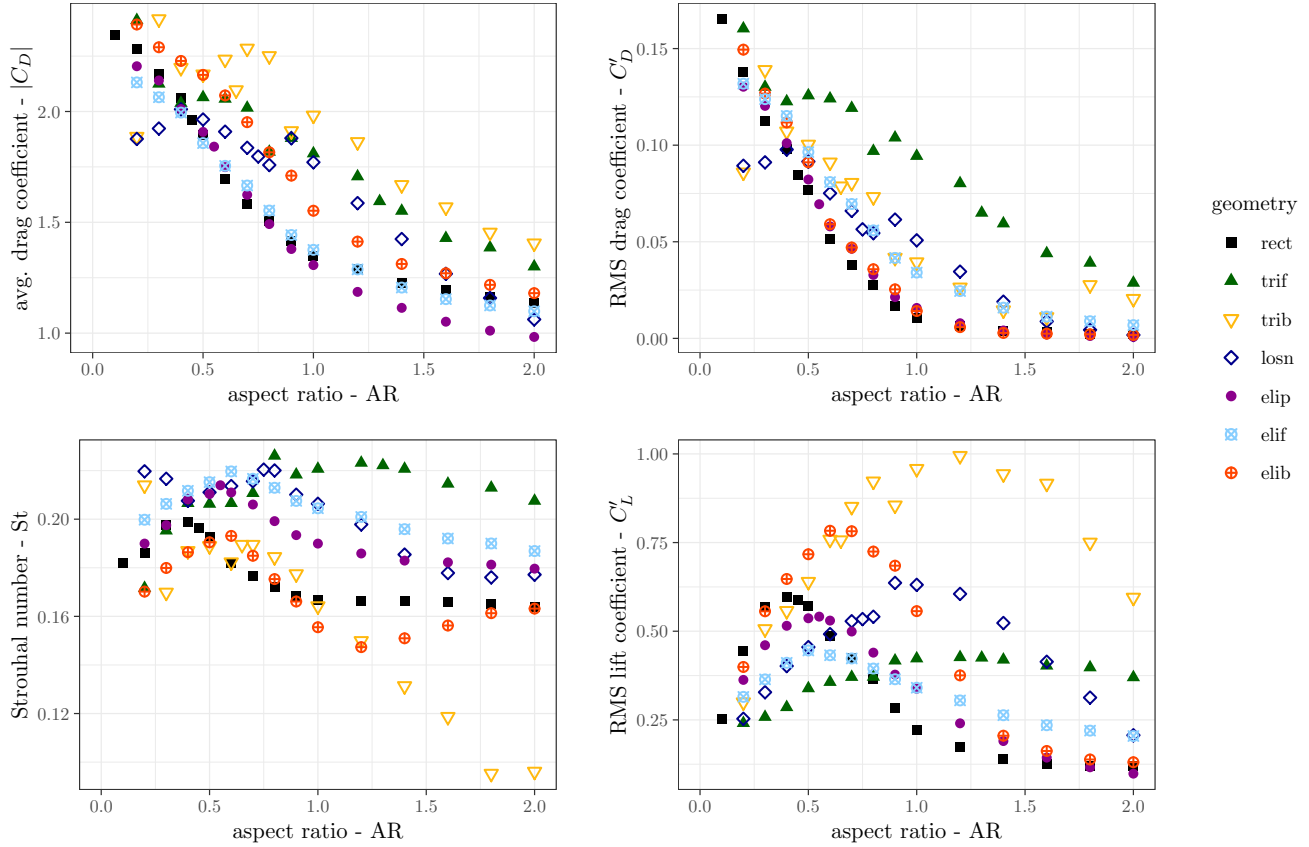 avg. drag coefficient - |C_D|
2.0
1.5
1.0
0.0
0.5
1.0
1.5
2.0
aspect ratio - AR
RMS drag coefficient - C'_D
0.15
0.10
0.05
0.00
0.0
0.5
1.0
1.5
2.0
aspect ratio - AR
Strouhal number - St
0.20
0.16
0.12
0.0
0.5
1.0
1.5
2.0
aspect ratio - AR
RMS lift coefficient - C'_L
1.00
0.75
0.50
0.25
0.0
0.5
1.0
1.5
2.0
aspect ratio - AR
geometry
rect
trif
trib
losn
elip
elif
elib